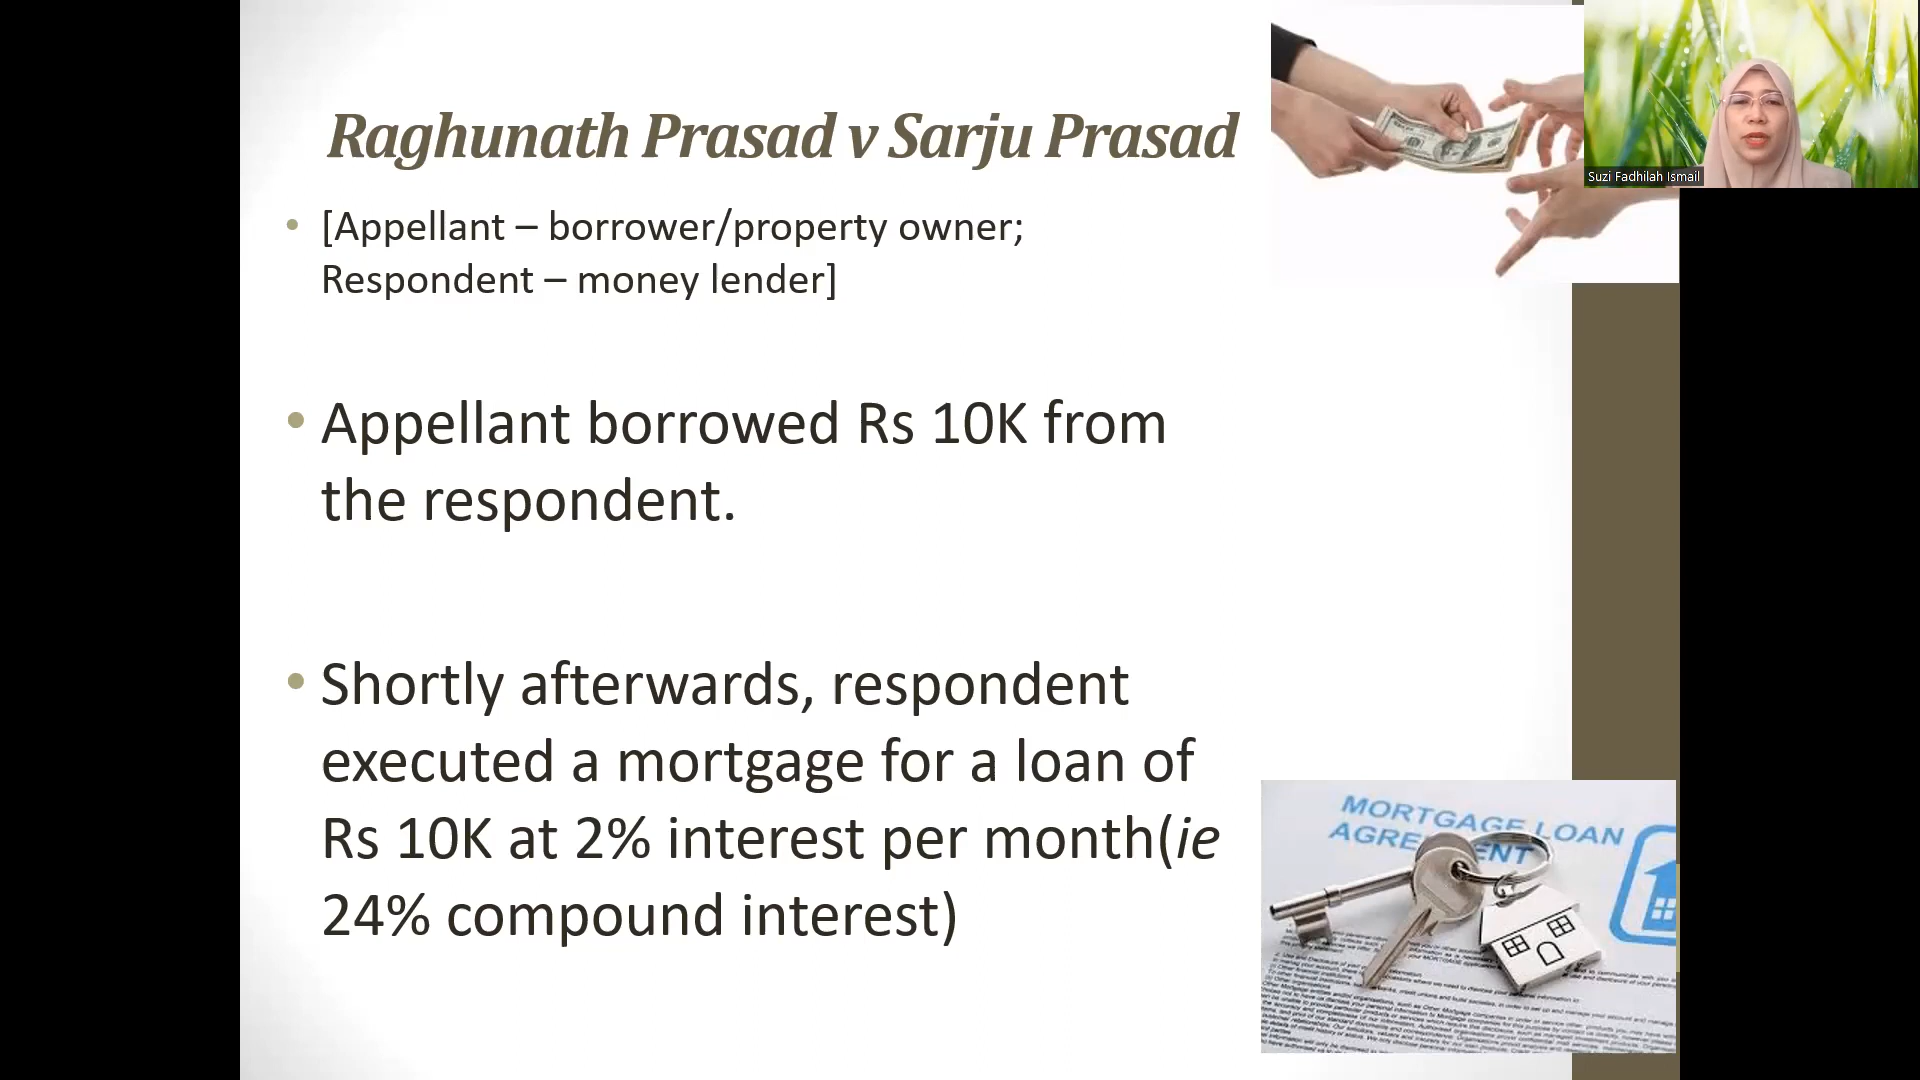 Raghunath Prasad v Sarju Prasad
Suzi Fadhilah Ismail
• [Appellant – borrower/property owner;
Respondent – money lender]
• Appellant borrowed Rs 10K from
the respondent.
• Shortly afterwards, respondent
executed a mortgage for a loan of
Rs 10K at 2% interest per month(ie
24% compound interest)
MORTGAGE LOAN